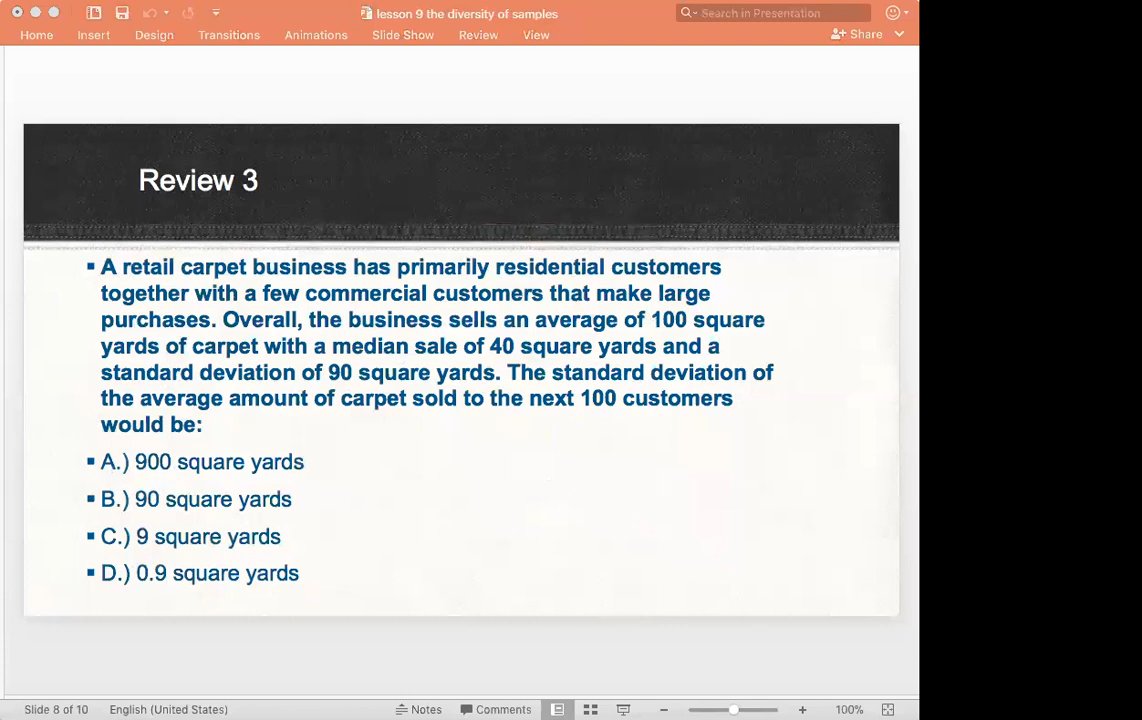 lesson 9 the diversity of samples
Search in Presentation
Home Insert Design Transitions Animations Slide Show Review View
Share
Review 3
▪ A retail carpet business has primarily residential customers
together with a few commercial customers that make large
purchases. Overall, the business sells an average of 100 square
yards of carpet with a median sale of 40 square yards and a
standard deviation of 90 square yards. The standard deviation of
the average amount of carpet sold to the next 100 customers
would be:
▪ A.) 900 square yards
▪ B.) 90 square yards
▪ C.) 9 square yards
▪ D.) 0.9 square yards
Slide 8 of 10 English (United States) Notes Comments 100%